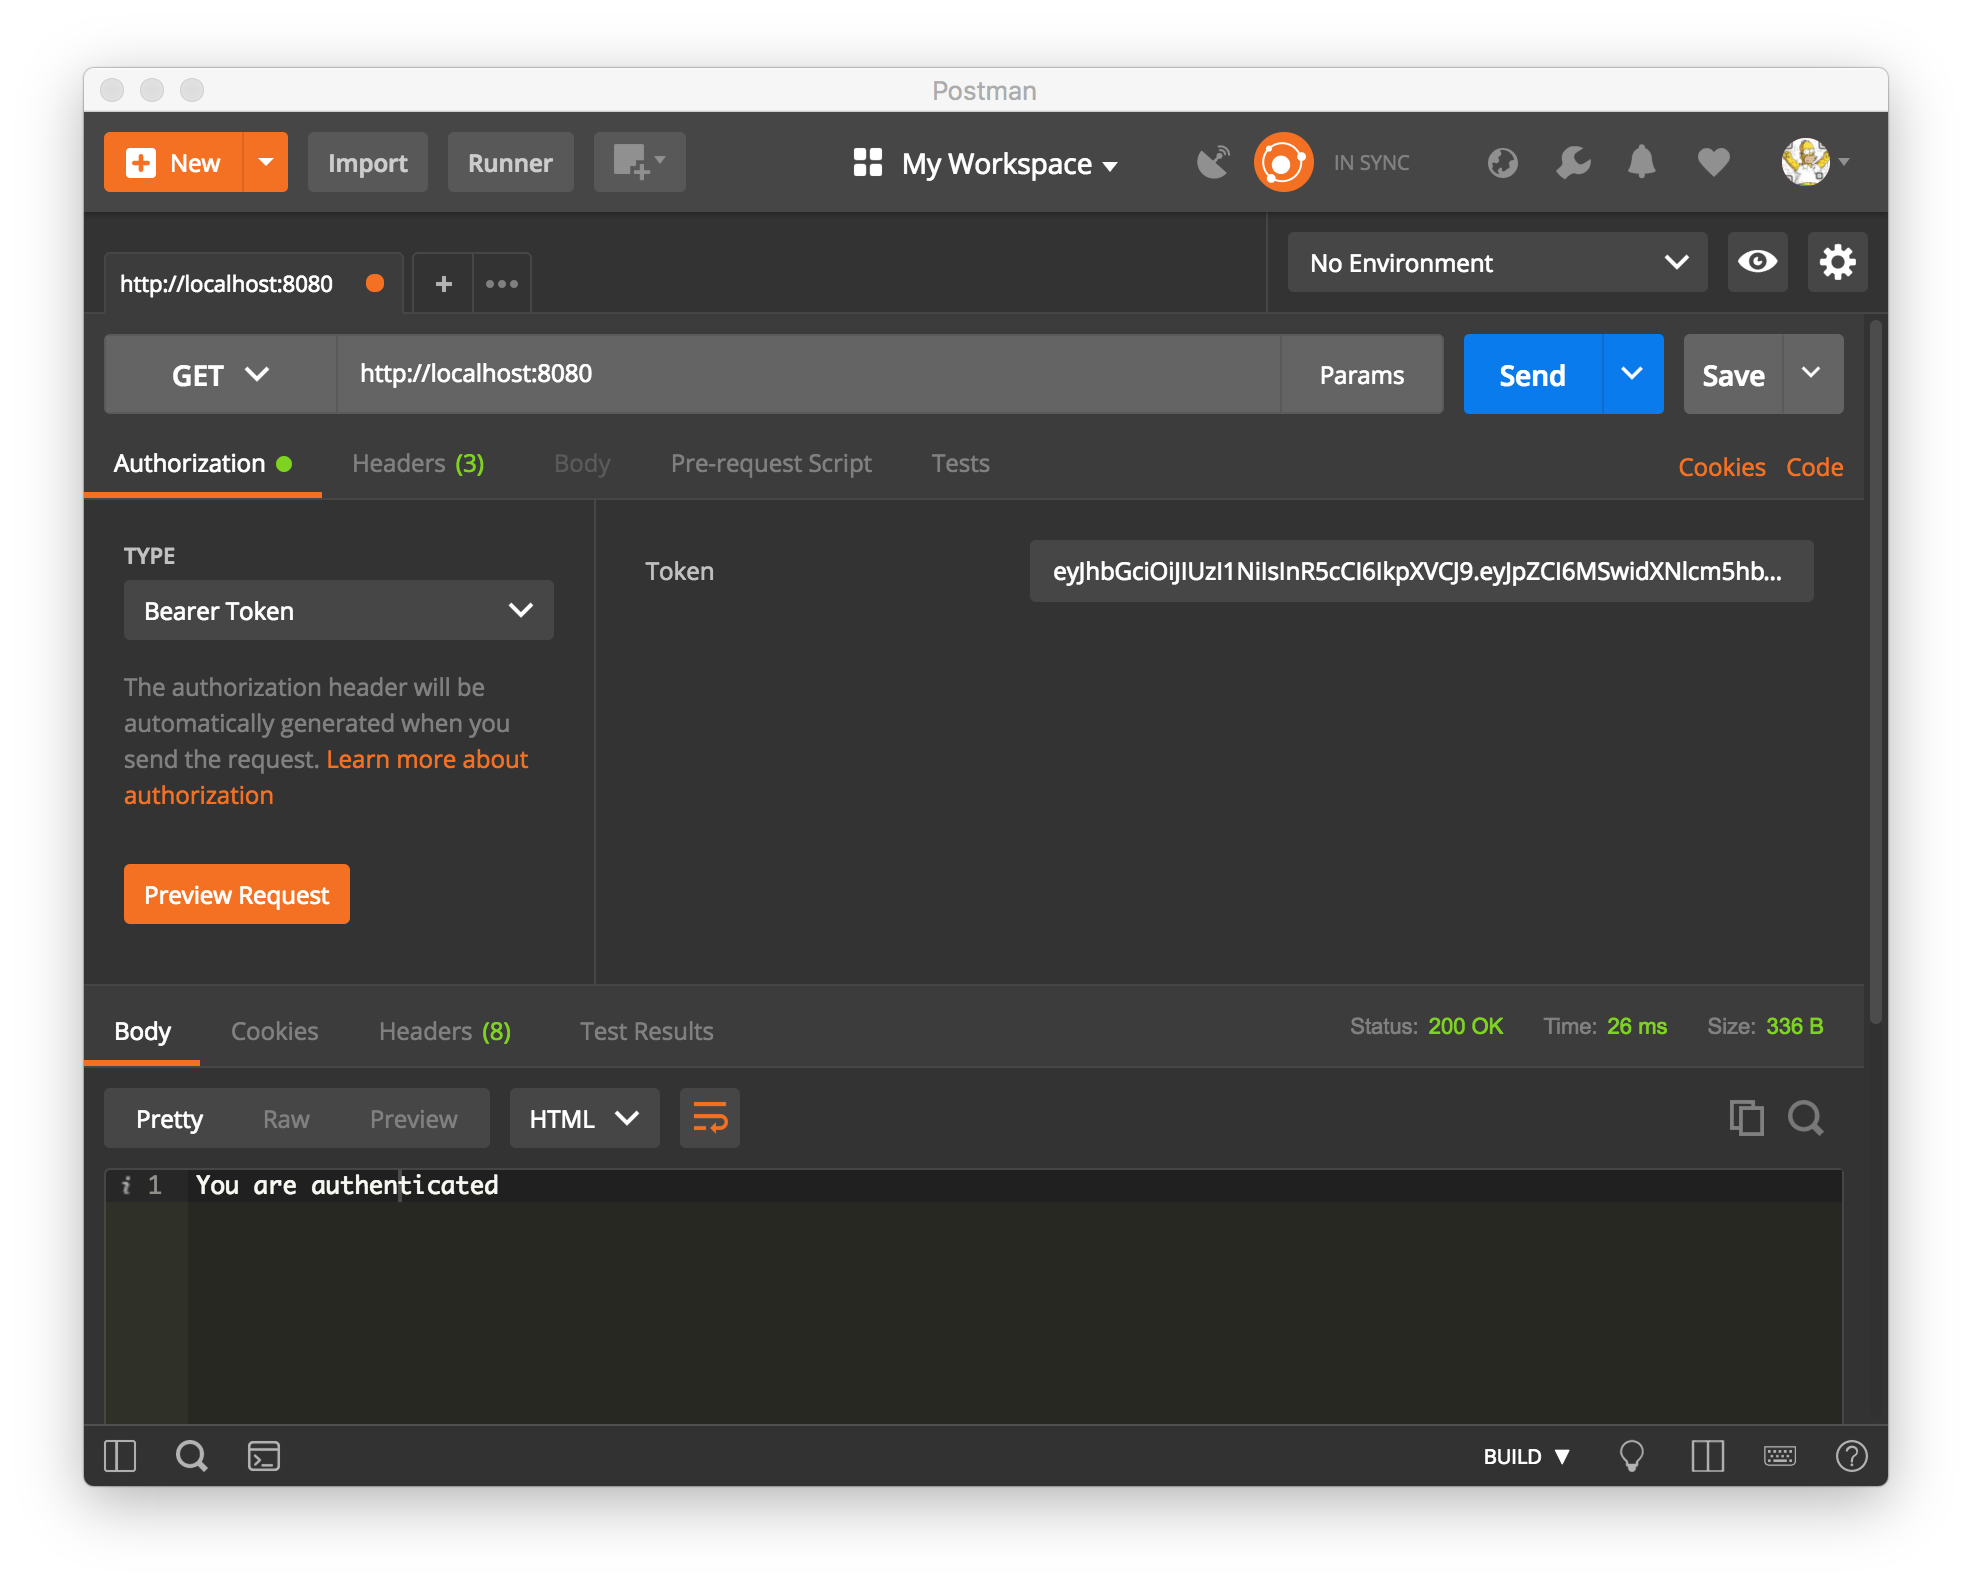 Postman
New
Import
Runner
My Workspace
IN SYNC
http://localhost:8080
No Environment
GET
http://localhost:8080
Params
Send
Save
Authorization
Headers (3)
Body
Pre-request Script
Tests
Cookies
Code
TYPE
Bearer Token
The authorization header will be
automatically generated when you
send the request. Learn more about
authorization
Preview Request
Token
eyJhbGciOiJIUzI1NiIsInR5cCI6IkpXVCJ9.eyJpZCI6MSwidXNlcm5hb...
Body
Cookies
Headers (8)
Test Results
Status: 200 OK
Time: 26 ms
Size: 336 B
Pretty
Raw
Preview
HTML
i 1 You are authenticated
BUILD